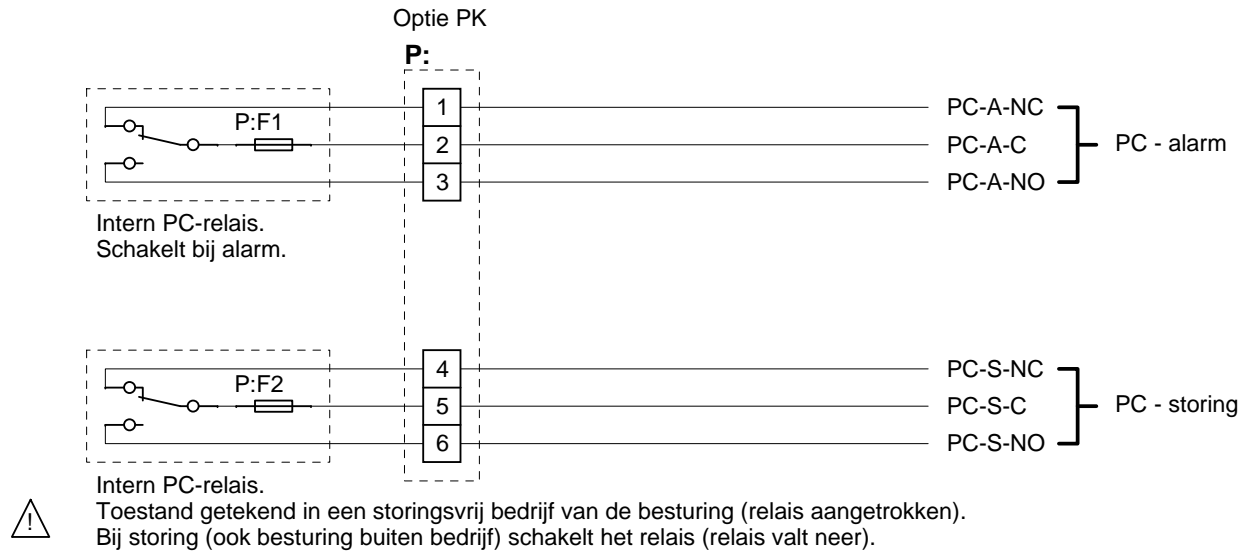 Optie PK
P:
P:F1
1
2
3
PC-A-NC
PC-A-C
PC-A-NO
PC - alarm
Intern PC-relais.
Schakelt bij alarm.
P:F2
4
5
6
PC-S-NC
PC-S-C
PC-S-NO
PC - storing
Intern PC-relais.
! Toestand getekend in een storingsvrij bedrijf van de besturing (relais aangetrokken).
Bij storing (ook besturing buiten bedrijf) schakelt het relais (relais valt neer).